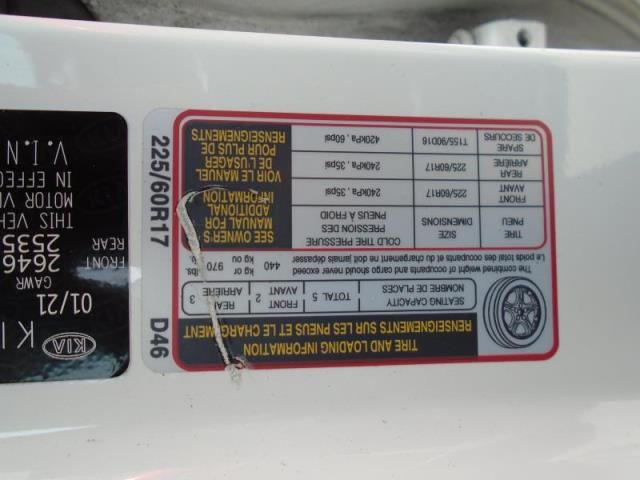 TIRE AND LOADING INFORMATION
RENSEIGNEMENTS SUR LES PNEUS ET LE CHARGEMENT
SEATING CAPACITY
NOMBRE DE PLACES
TOTAL 5
FRONT
AVANT 2
REAR
ARRIÈRE 3
The combined weight of occupants and cargo should never exceed
Le poids total des occupants et du chargement ne doit jamais dépasser
440 kg or
kg ou 970 lbs.
TIRE
PNEU
SIZE
DIMENSIONS
COLD TIRE PRESSURE
PRESSION DES
PNEUS À FROID
SEE OWNER'S
MANUAL FOR
ADDITIONAL
INFORMATION
FRONT
AVANT
225/60R17
240kPa, 35psi
REAR
ARRIÈRE
225/60R17
240kPa, 35psi
SPARE
DE SECOURS
T155/90D16
420kPa, 60psi
VOIR LE MANUEL
DE L'USAGER
POUR PLUS DE
RENSEIGNEMENTS
225/60R17
D46
KIA
KI
01/21
GAWR
FRONT 2646
REAR 2535
THIS VEH
MOTOR VE
IN EFFEC
V.I.N